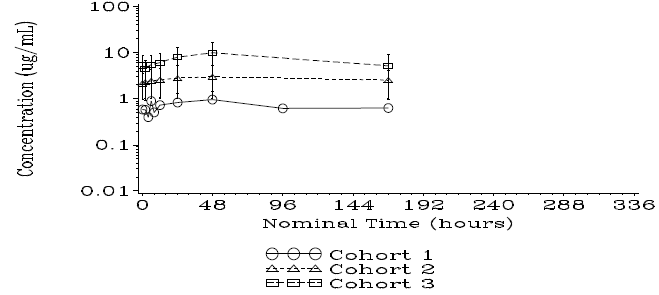 100
10
1
0.1
0.01
Concentration (ug/mL)
0 48 96 144 192 240 288 336
Nominal Time (hours)
Cohort 1
Cohort 2
Cohort 3